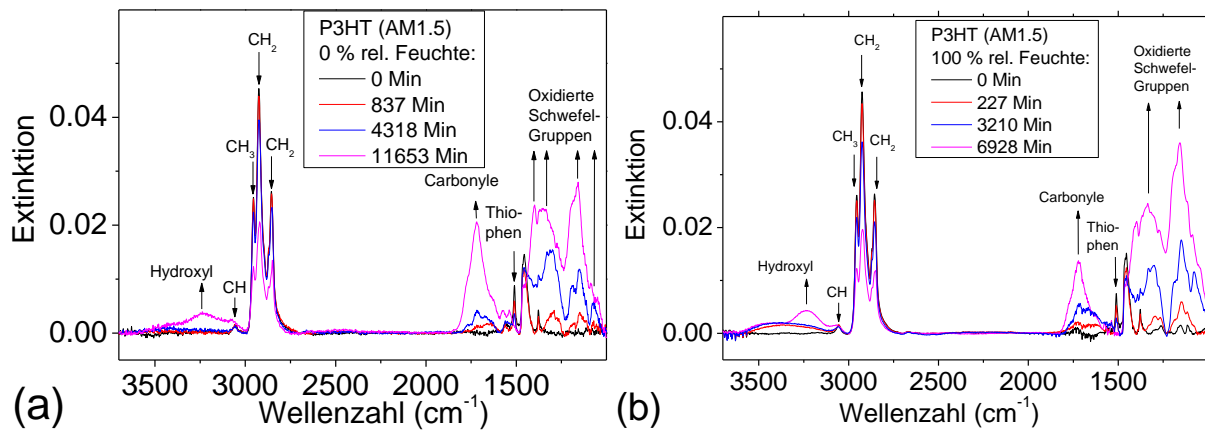 P3HT (AM1.5)
0 % rel. Feuchte:
0 Min
837 Min
4318 Min
11653 Min
CH2
CH3
CH2
CH
Hydroxyl
Carbonyle
Thio-
phen
Oxidierte
Schwefel-
Gruppen
Extinktion
0.04
0.02
0.00
3500 3000 2500 2000 1500
Wellenzahl (cm-1)
(a)
P3HT (AM1.5)
100 % rel. Feuchte:
0 Min
227 Min
3210 Min
6928 Min
CH2
CH3
CH2
CH
Hydroxyl
Carbonyle
Thio-
phen
Oxidierte
Schwefel-
Gruppen
Extinktion
0.04
0.02
0.00
3500 3000 2500 2000 1500
Wellenzahl (cm-1)
(b)